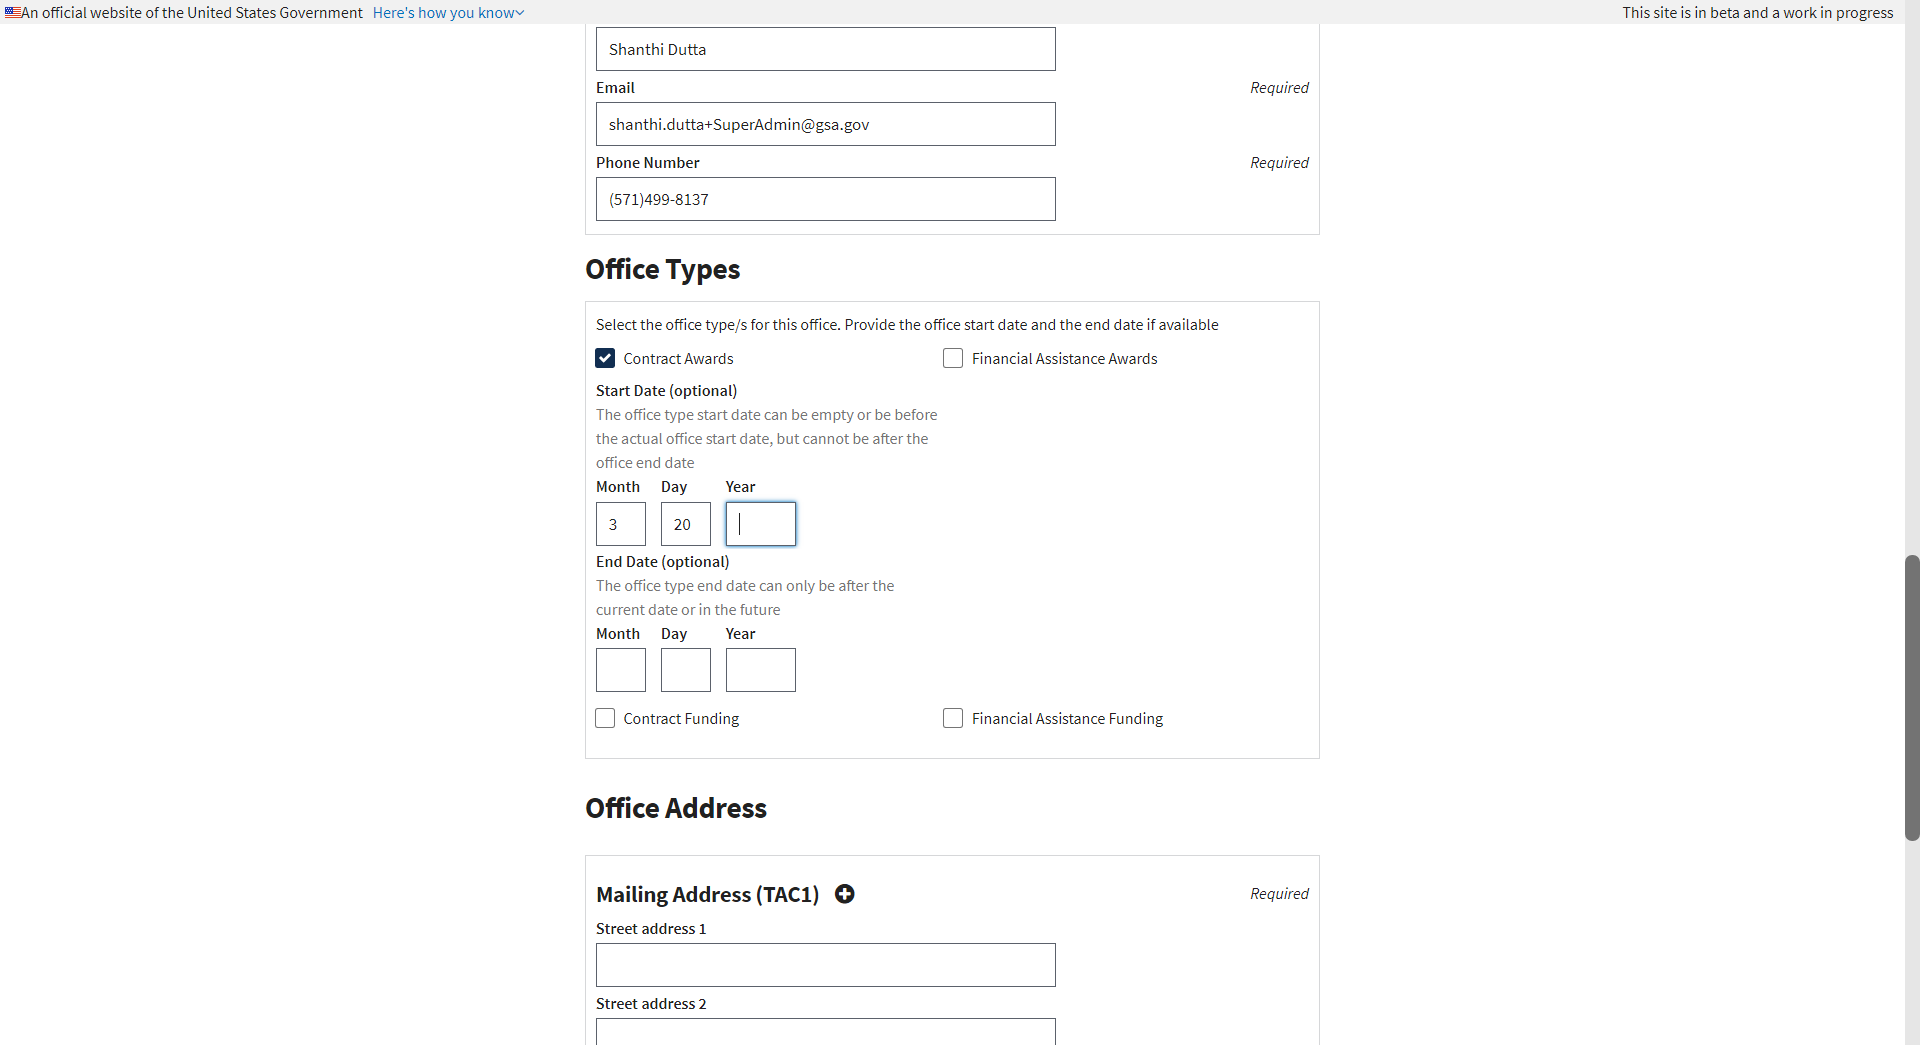 An official website of the United States Government Here's how you know
This site is in beta and a work in progress
Shanthi Dutta
Email Required
shanthi.dutta+SuperAdmin@gsa.gov
Phone Number Required
(571)499-8137
Office Types
Select the office type/s for this office. Provide the office start date and the end date if available
Contract Awards Financial Assistance Awards
Start Date (optional)
The office type start date can be empty or be before
the actual office start date, but cannot be after the
office end date
Month Day Year
3 20
End Date (optional)
The office type end date can only be after the
current date or in the future
Month Day Year
Contract Funding Financial Assistance Funding
Office Address
Mailing Address (TAC1) Required
Street address 1
Street address 2